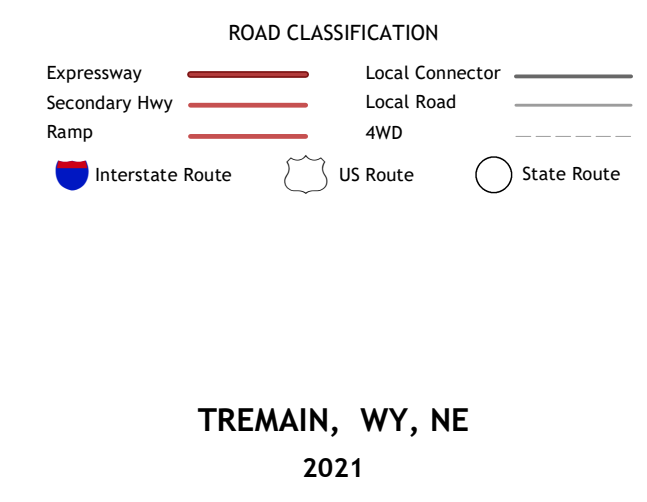 ROAD CLASSIFICATION
Expressway
Secondary Hwy
Ramp
Local Connector
Local Road
4WD
Interstate Route
US Route
State Route
TREMAIN, WY, NE
2021